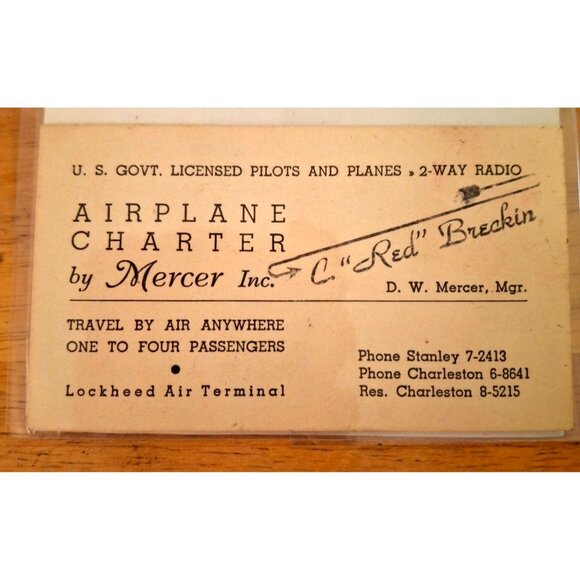 U. S. GOVT. LICENSED PILOTS AND PLANES » 2-WAY RADIO
AIRPLANE
CHARTER
by Mercer Inc.
C. "Red" Breckin
D. W. Mercer, Mgr.
TRAVEL BY AIR ANYWHERE
ONE TO FOUR PASSENGERS
Lockheed Air Terminal
Phone Stanley 7-2413
Phone Charleston 6-8641
Res. Charleston 8-5215